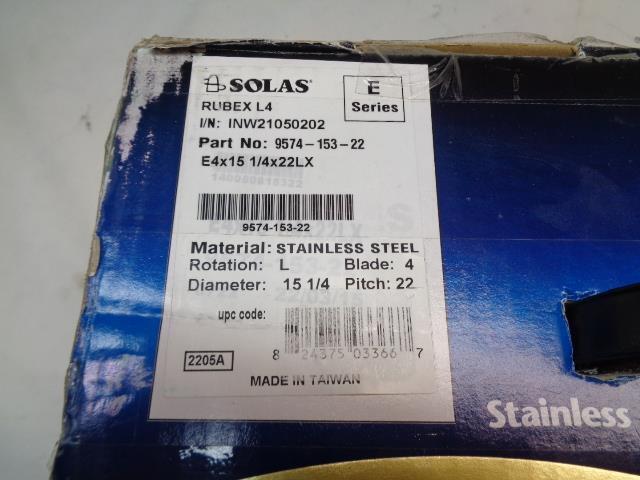 SOLAS®
E
Series
RUBEX L4
I/N: INW21050202
Part No: 9574-153-22
E4x15 1/4x22LX
9574-153-22
Material: STAINLESS STEEL
Rotation: L Blade: 4
Diameter: 15 1/4 Pitch: 22
upc code:
8 24375 03366 7
2205A
MADE IN TAIWAN
Stainless